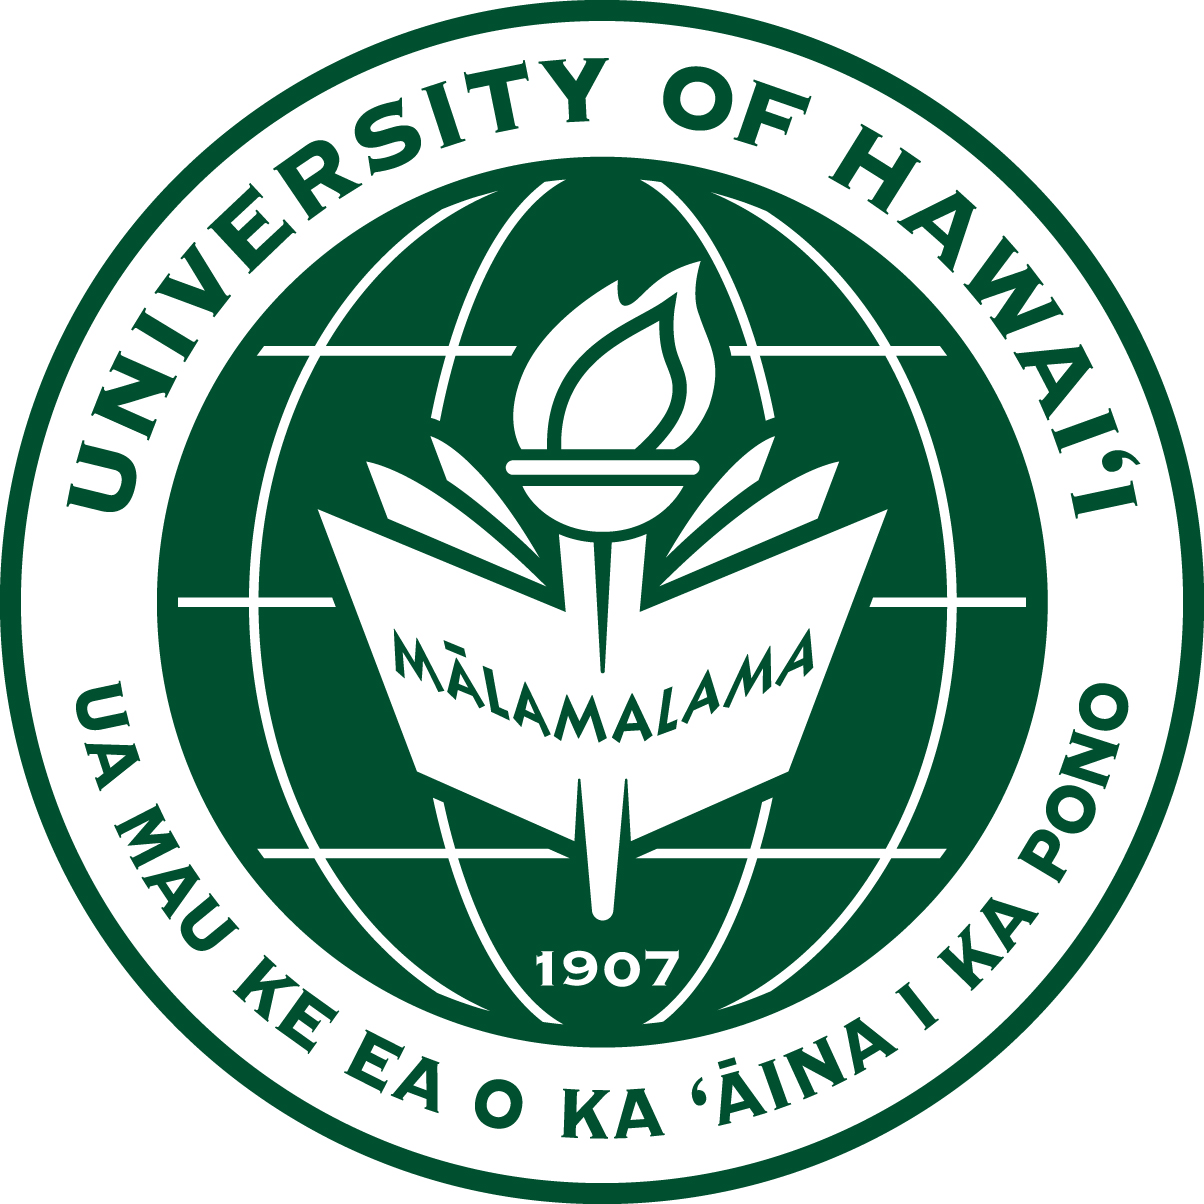 UNIVERSITY OF HAWAIʻI
MĀLAMALAMA
1907
UA MAU KE EA O KA ʻĀINA I KA PONO